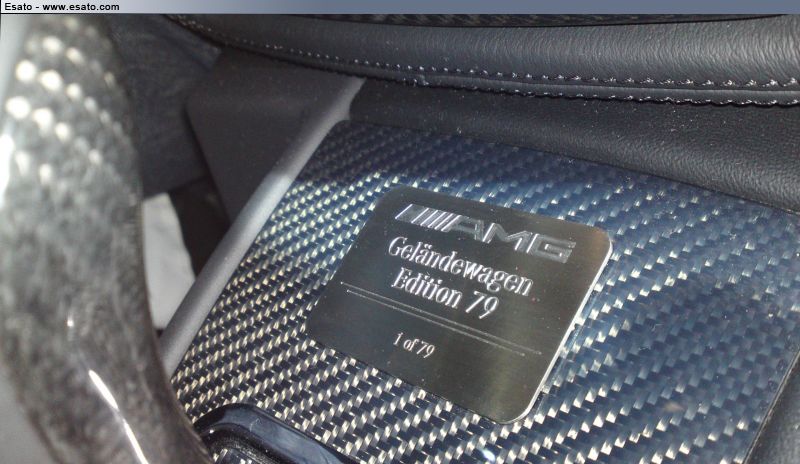 Esato - www.esato.com
AMG
Geländewagen
Edition 79
1 of 79